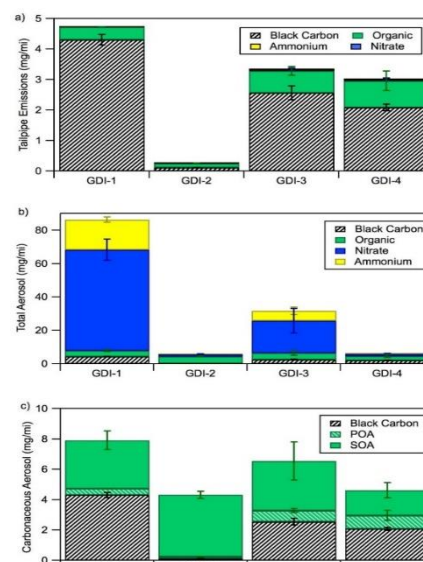 a)
5
4
3
2
1
0
Tailpipe Emissions (mg/mi)
Black Carbon Organic
Ammonium Nitrate
GDI-1 GDI-2 GDI-3 GDI-4
b)
80
60
40
20
0
Total Aerosol (mg/mi)
Black Carbon
Organic
Nitrate
Ammonium
GDI-1 GDI-2 GDI-3 GDI-4
c)
10
8
6
4
2
0
Carbonaceous Aerosol (mg/mi)
Black Carbon
POA
SOA